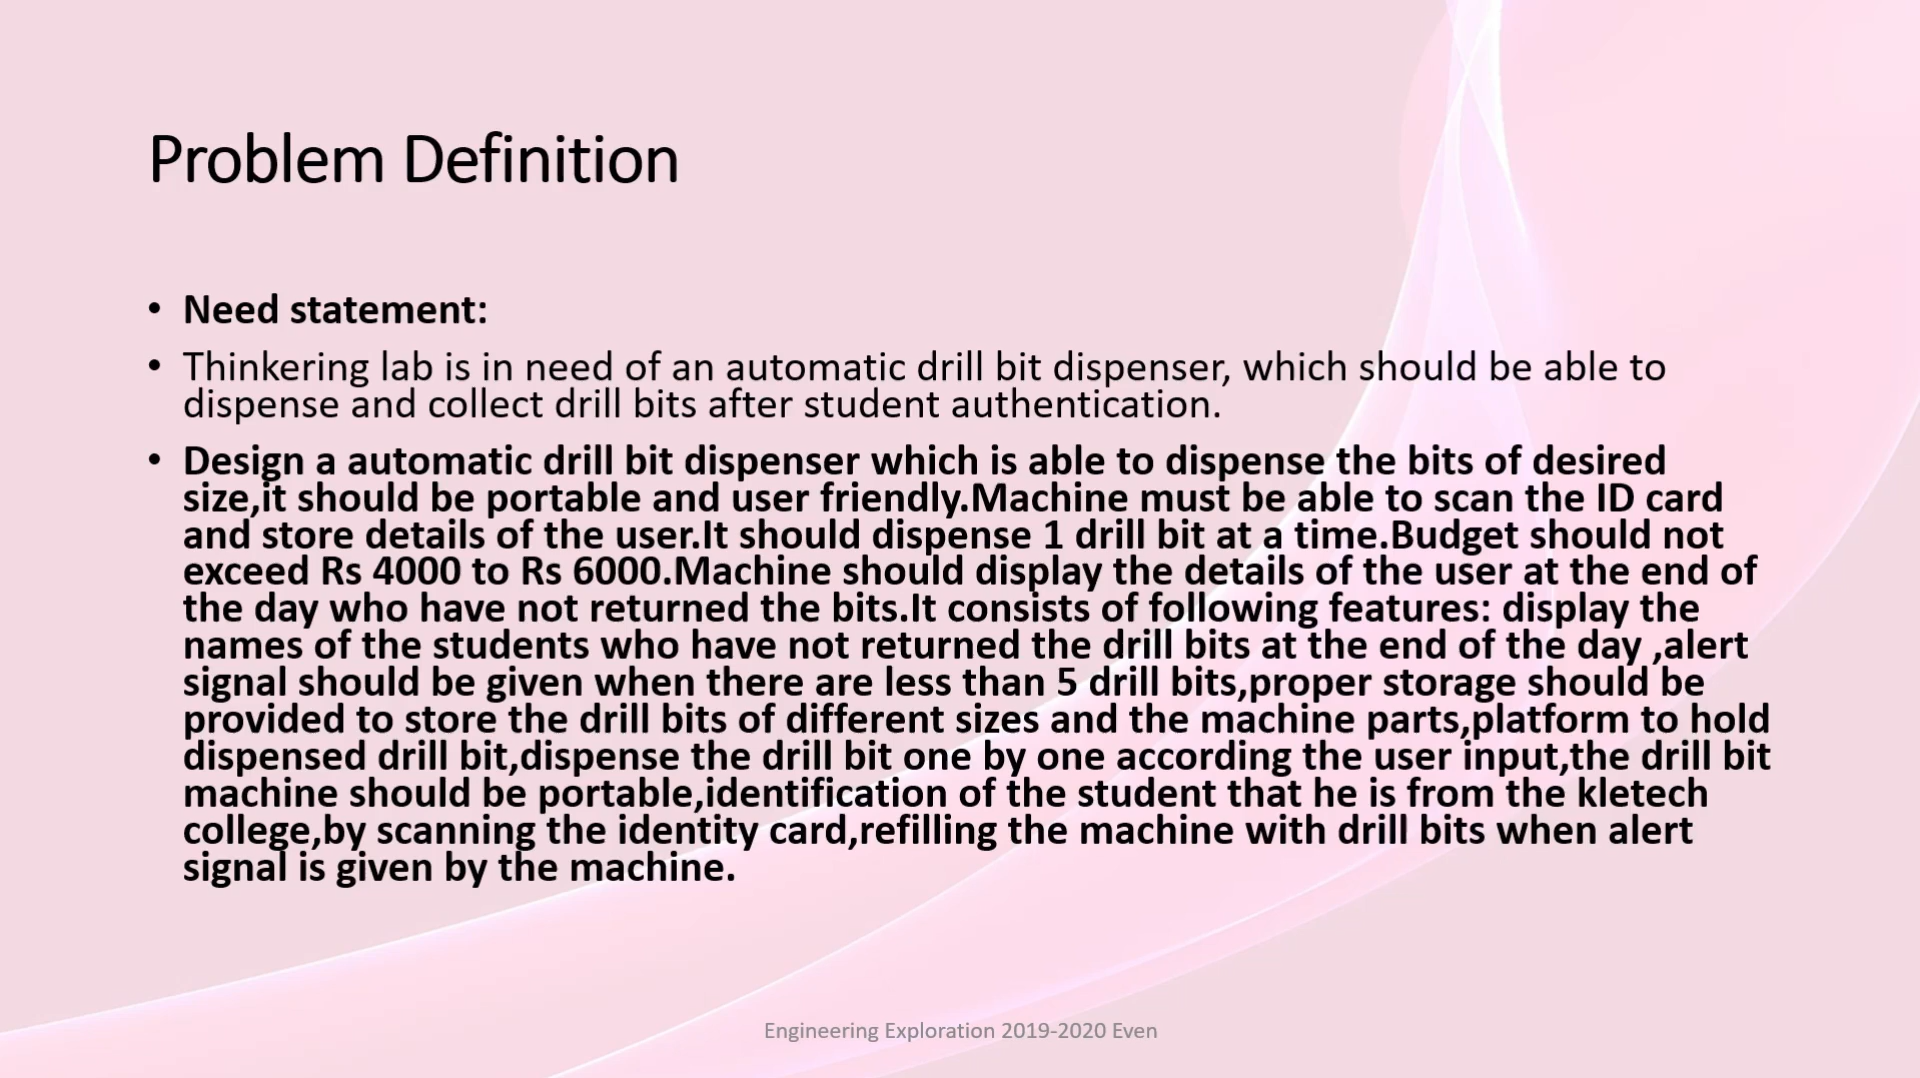 Problem Definition
• Need statement:
• Thinkering lab is in need of an automatic drill bit dispenser, which should be able to
dispense and collect drill bits after student authentication.
• Design a automatic drill bit dispenser which is able to dispense the bits of desired
size,it should be portable and user friendly.Machine must be able to scan the ID card
and store details of the user.It should dispense 1 drill bit at a time.Budget should not
exceed Rs 4000 to Rs 6000.Machine should display the details of the user at the end of
the day who have not returned the bits.It consists of following features: display the
names of the students who have not returned the drill bits at the end of the day ,alert
signal should be given when there are less than 5 drill bits,proper storage should be
provided to store the drill bits of different sizes and the machine parts,platform to hold
dispensed drill bit,dispense the drill bit one by one according the user input,the drill bit
machine should be portable,identification of the student that he is from the kletech
college,by scanning the identity card,refilling the machine with drill bits when alert
signal is given by the machine.
Engineering Exploration 2019-2020 Even